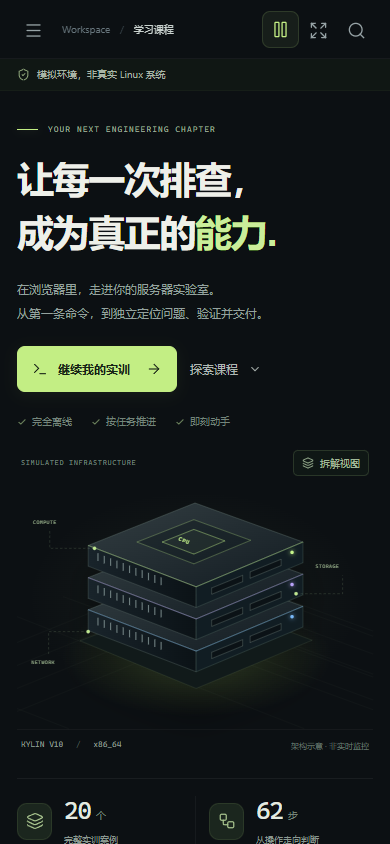 Workspace / 学习课程
模拟环境，非真实 Linux 系统
YOUR NEXT ENGINEERING CHAPTER
让每一次排查，
成为真正的能力.
在浏览器里，走进你的服务器实验室。
从第一条命令，到独立定位问题、验证并交付。
继续我的实训
探索课程
完全离线
按任务推进
即刻动手
SIMULATED INFRASTRUCTURE
拆解视图
COMPUTE
CPU
STORAGE
NETWORK
KYLIN V10 / x86_64
架构示意 · 非实时监控
20 个
62 步
完整实训案例
从操作走向判断